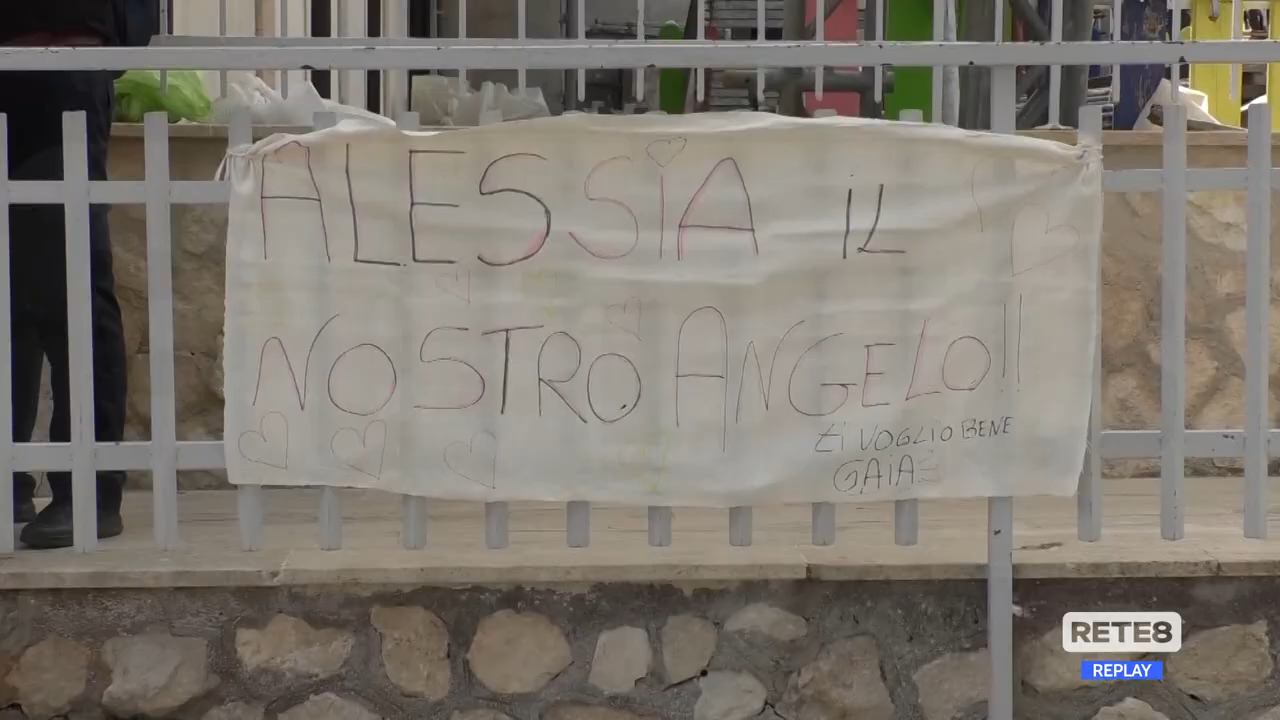 ALESSIA iL
NOSTRO ANGELO!!
ti VOGLIO BENE
GAiA
RETE8
REPLAY